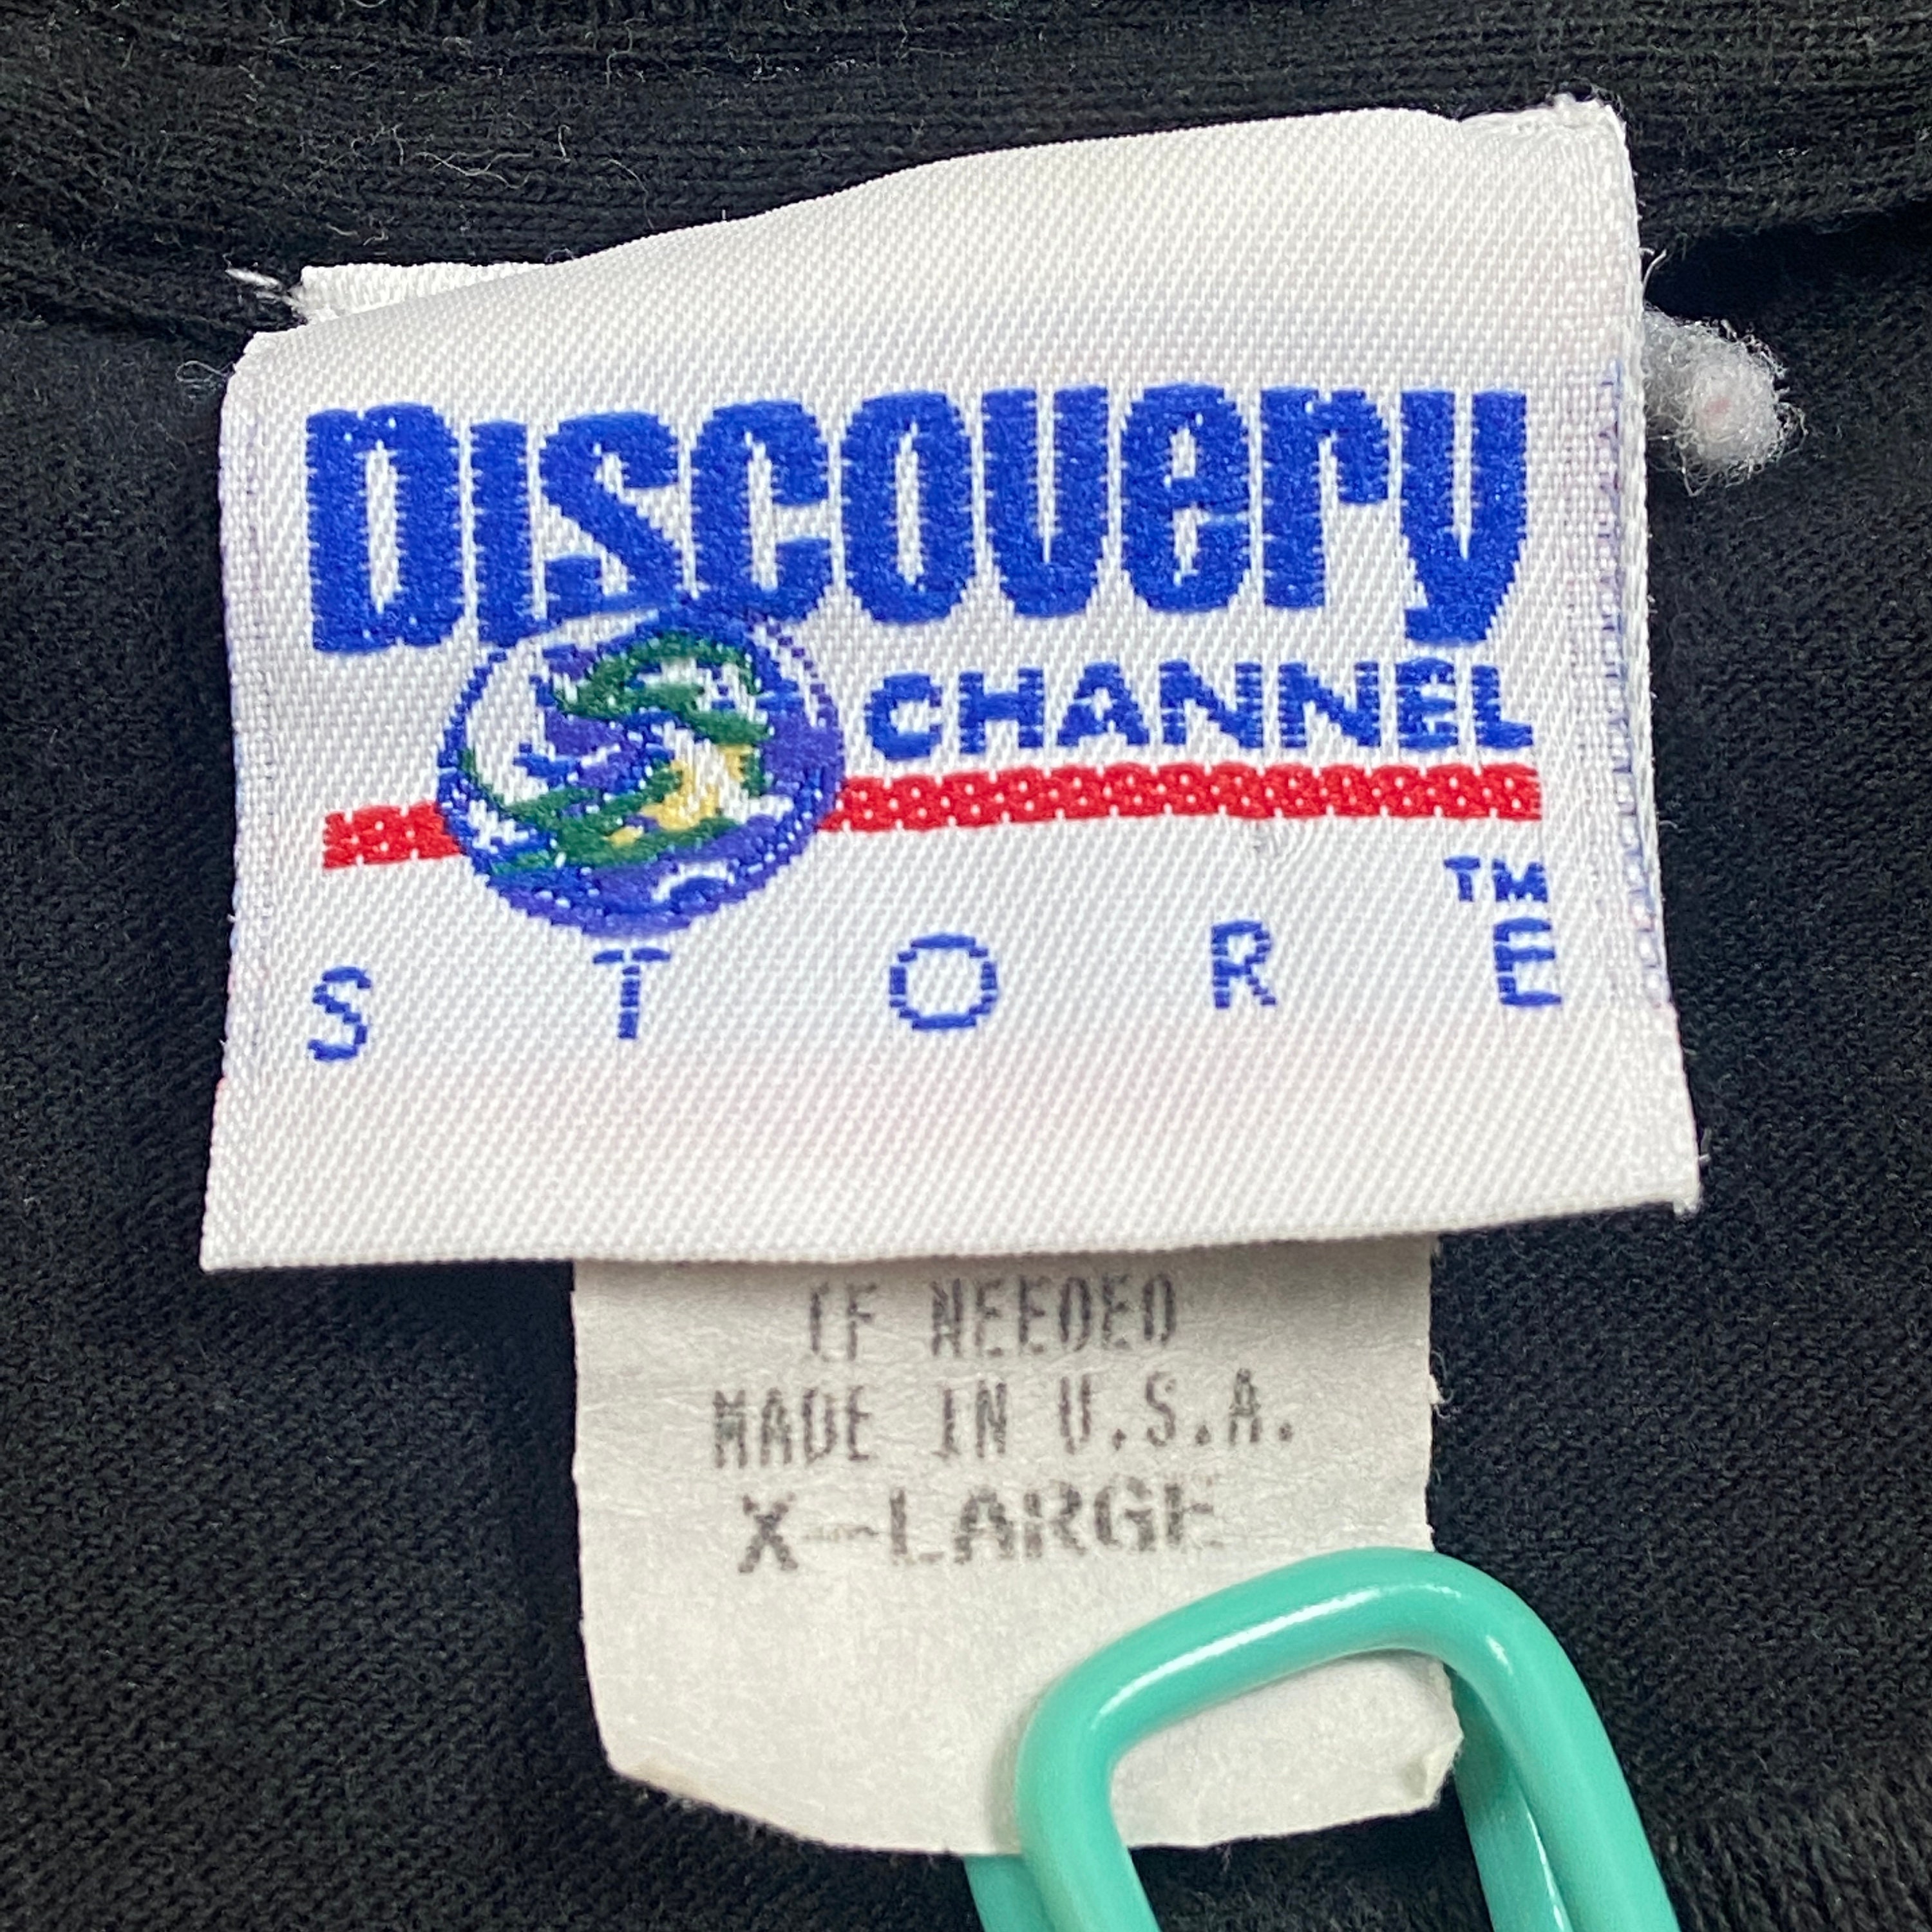 DISCOVERY
CHANNEL
TM
STORE
IF NEEDED
MADE IN U.S.A.
X-LARGE